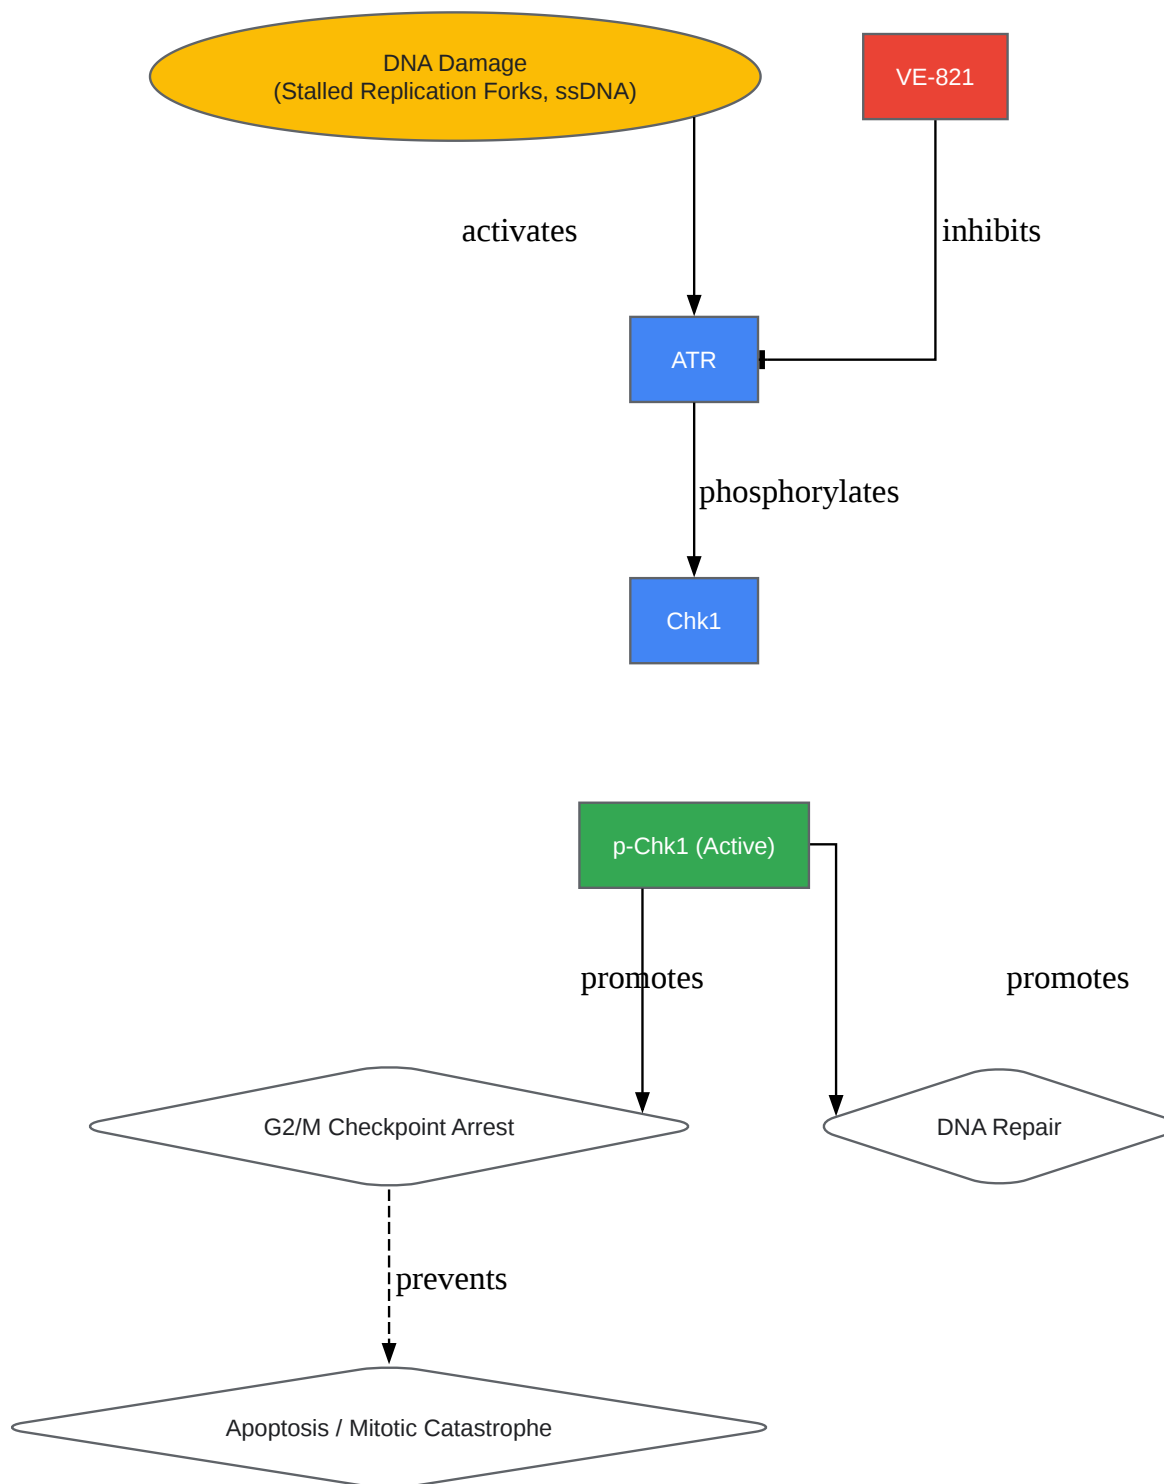 DNA Damage
(Stalled Replication Forks, ssDNA)
VE-821
activates
inhibits
ATR
phosphorylates
Chk1
p-Chk1 (Active)
promotes
promotes
G2/M Checkpoint Arrest
DNA Repair
prevents
Apoptosis / Mitotic Catastrophe